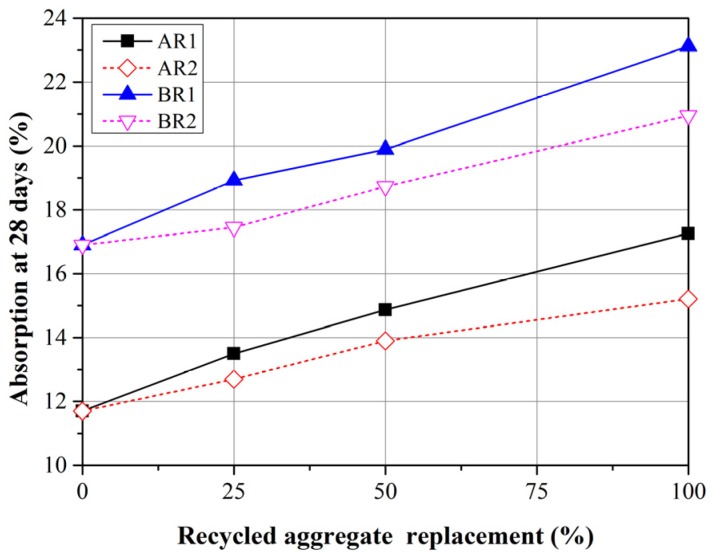 24
22
20
18
16
14
12
10
AR1
AR2
BR1
BR2
Absorption at 28 days (%)
0
25
50
75
100
Recycled aggregate replacement (%)